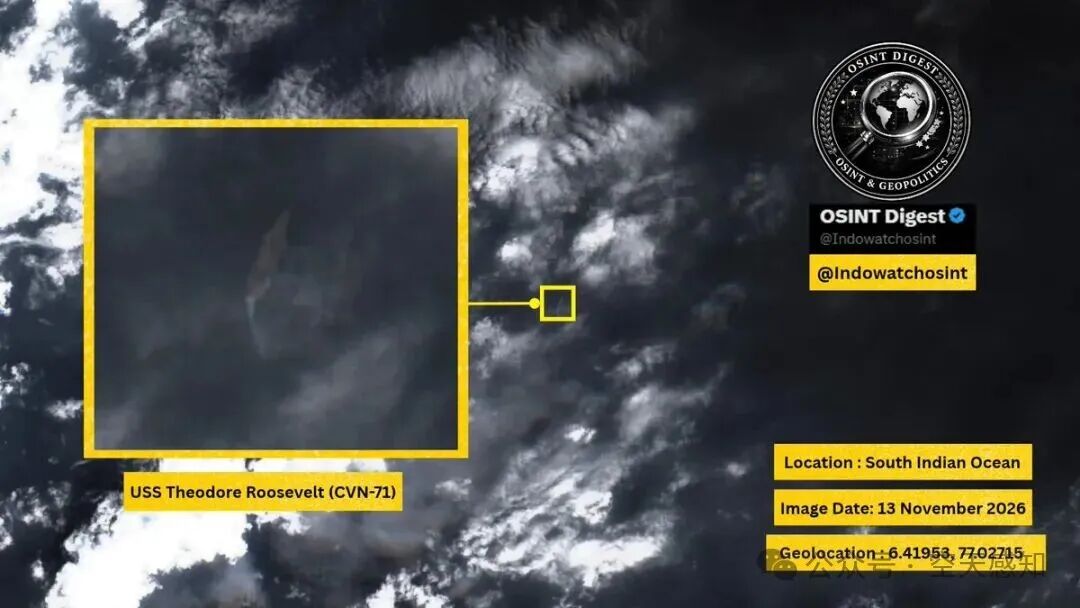 OSINT DIGEST
OSINT & GEOPOLITICS
OSINT Digest
@Indowatchosint
@Indowatchosint
USS Theodore Roosevelt (CVN-71)
Location : South Indian Ocean
Image Date: 13 November 2026
Geolocation : 6.41953, 77.02715
公众号 · 空天感知